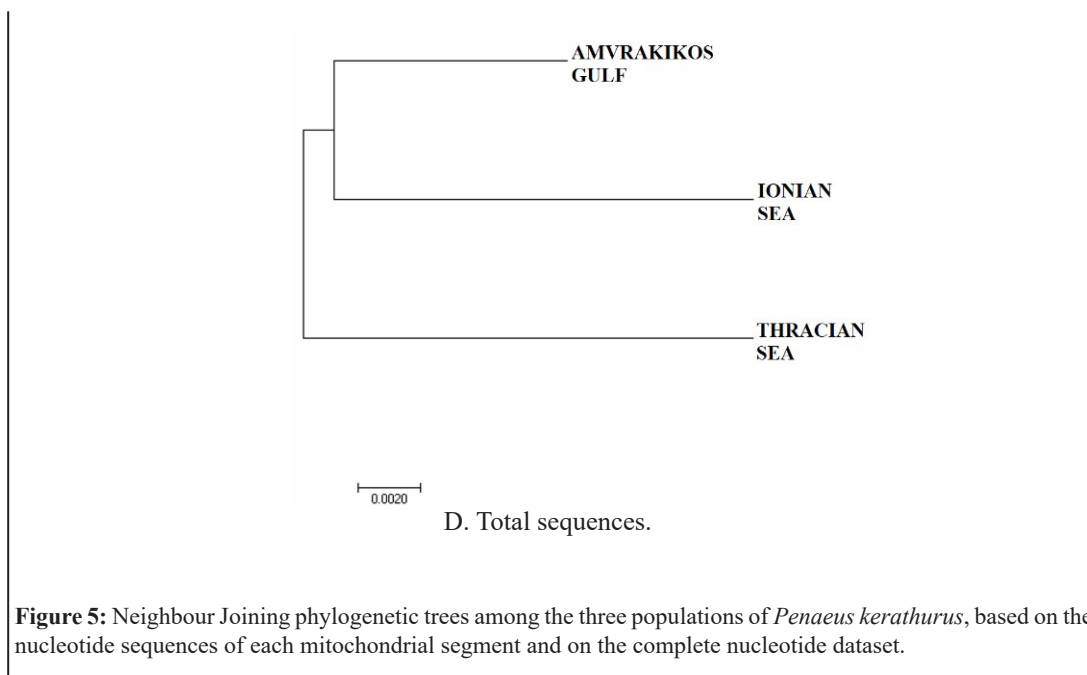 AMVRAKIKOS
GULF
IONIAN
SEA
THRACIAN
SEA
0.0020
D. Total sequences.
Figure 5: Neighbour Joining phylogenetic trees among the three populations of Penaeus kerathurus, based on the
nucleotide sequences of each mitochondrial segment and on the complete nucleotide dataset.